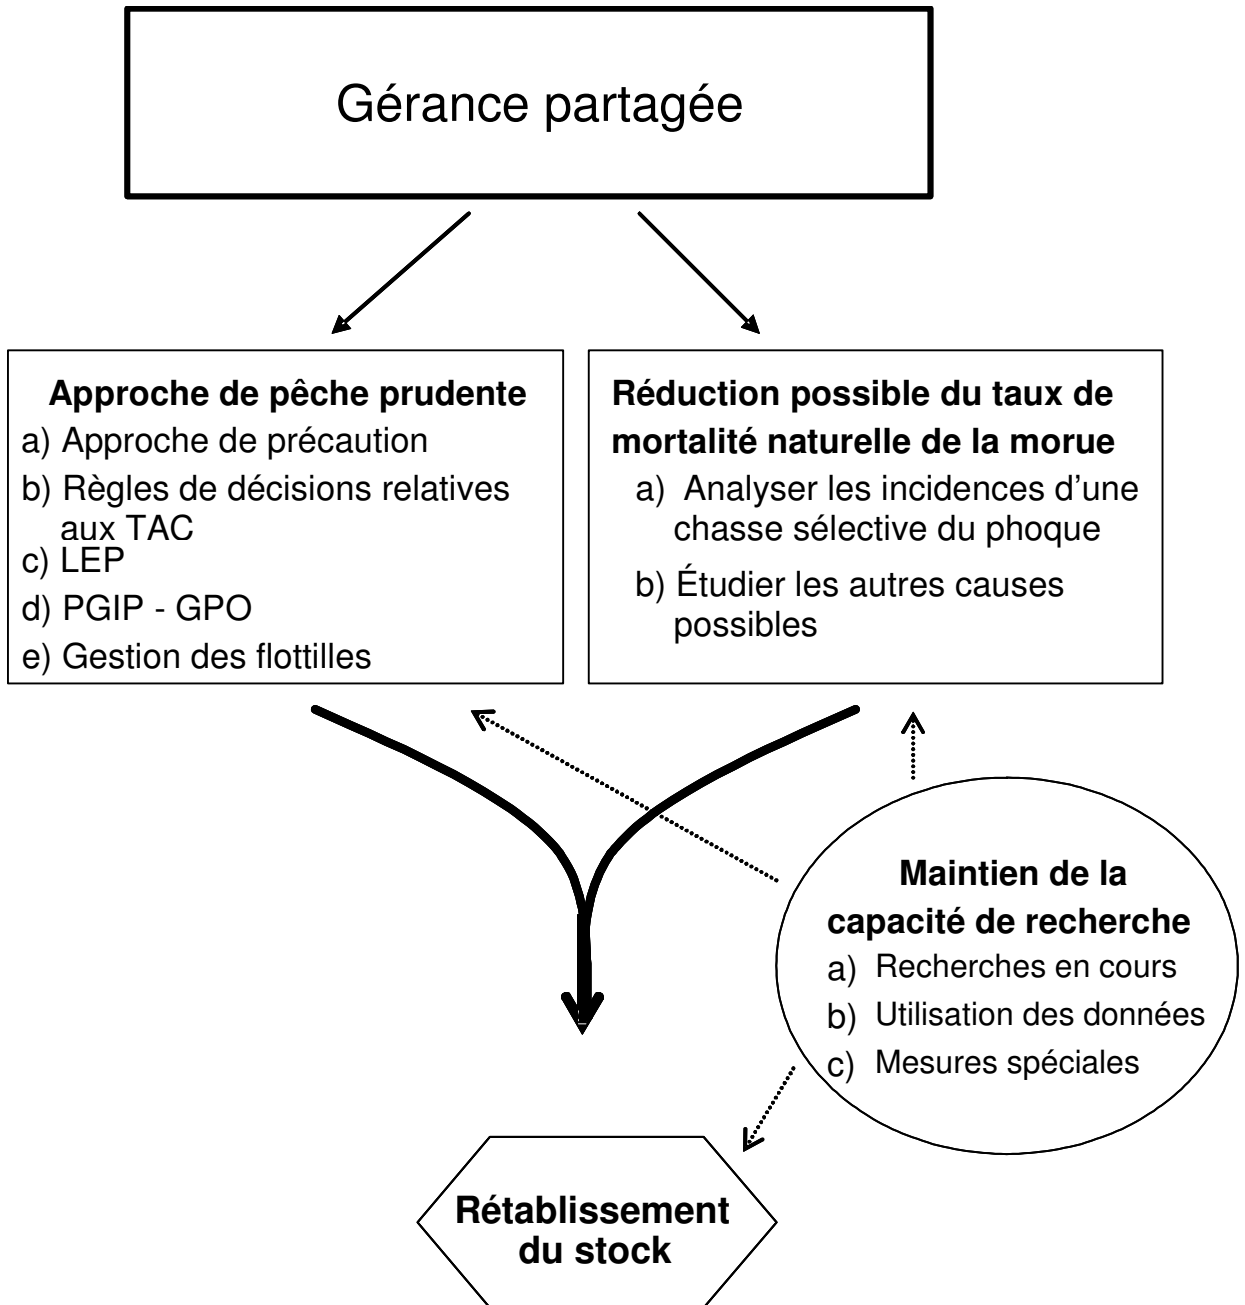 Gérance partagée
Approche de pêche prudente
a) Approche de précaution
b) Règles de décisions relatives
aux TAC
c) LEP
d) PGIP - GPO
e) Gestion des flottilles
Réduction possible du taux de
mortalité naturelle de la morue
a) Analyser les incidences d’une
chasse sélective du phoque
b) Étudier les autres causes
possibles
Maintien de la
capacité de recherche
a) Recherches en cours
b) Utilisation des données
c) Mesures spéciales
Rétablissement
du stock